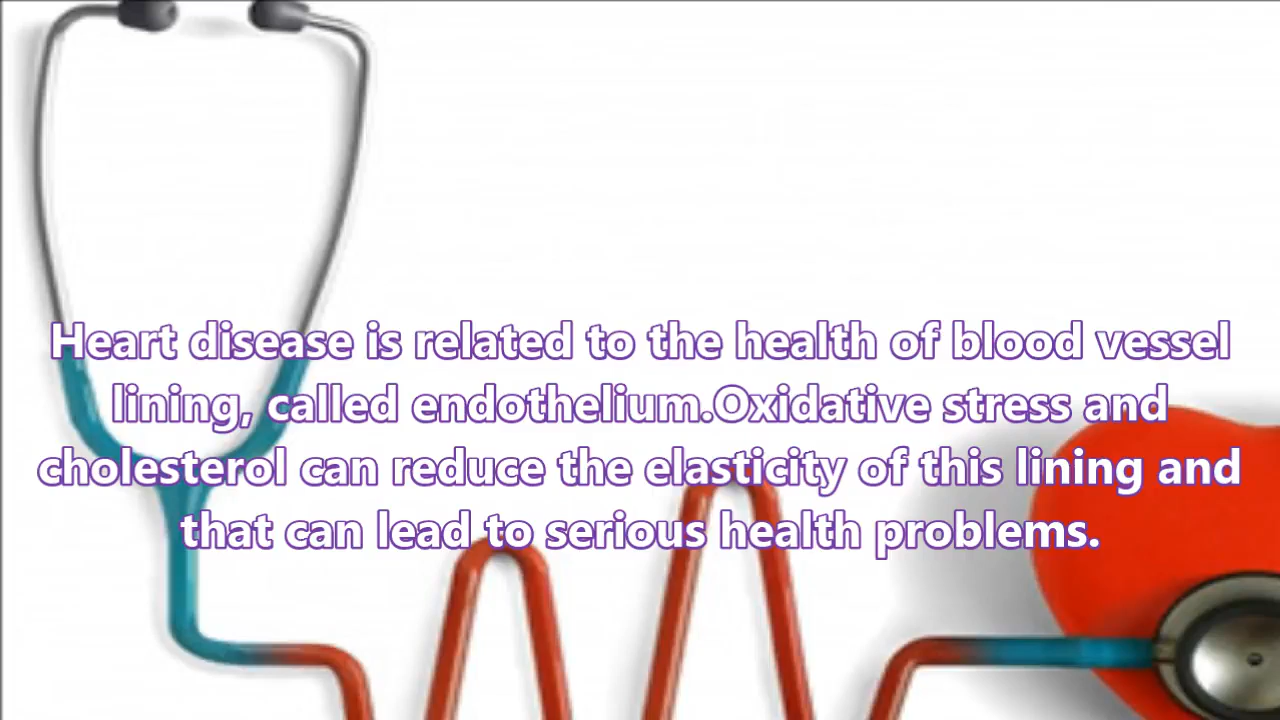 Heart disease is related to the health of blood vessel
lining, called endothelium.Oxidative stress and
cholesterol can reduce the elasticity of this lining and
that can lead to serious health problems.